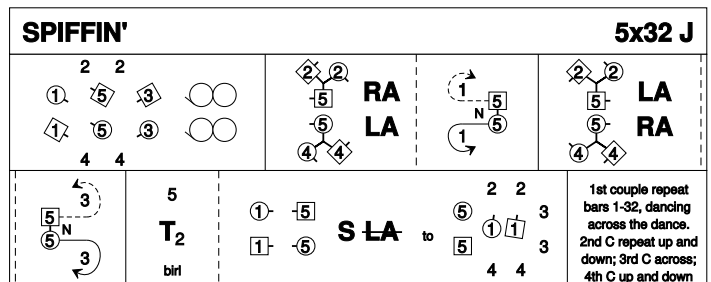 SPIFFIN' 5x32 J
2 2
1 5 3
1 5 3
4 4
2 2
5 RA
5 LA
4 4
1
5
N
5
1
2 2
5 LA
5 RA
4 4
3
5
N
5
3
5
T2
birl
1 5
1 5
S LA to
2 2
5 3
1 1
5 3
4 4
1st couple repeat
bars 1-32, dancing
across the dance.
2nd C repeat up and
down; 3rd C across;
4th C up and down